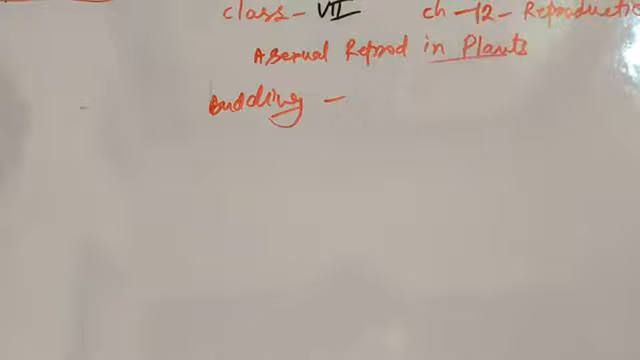 class - VII ch - 12 - Reproductio
Asexual Reprod in Plants
Budding -